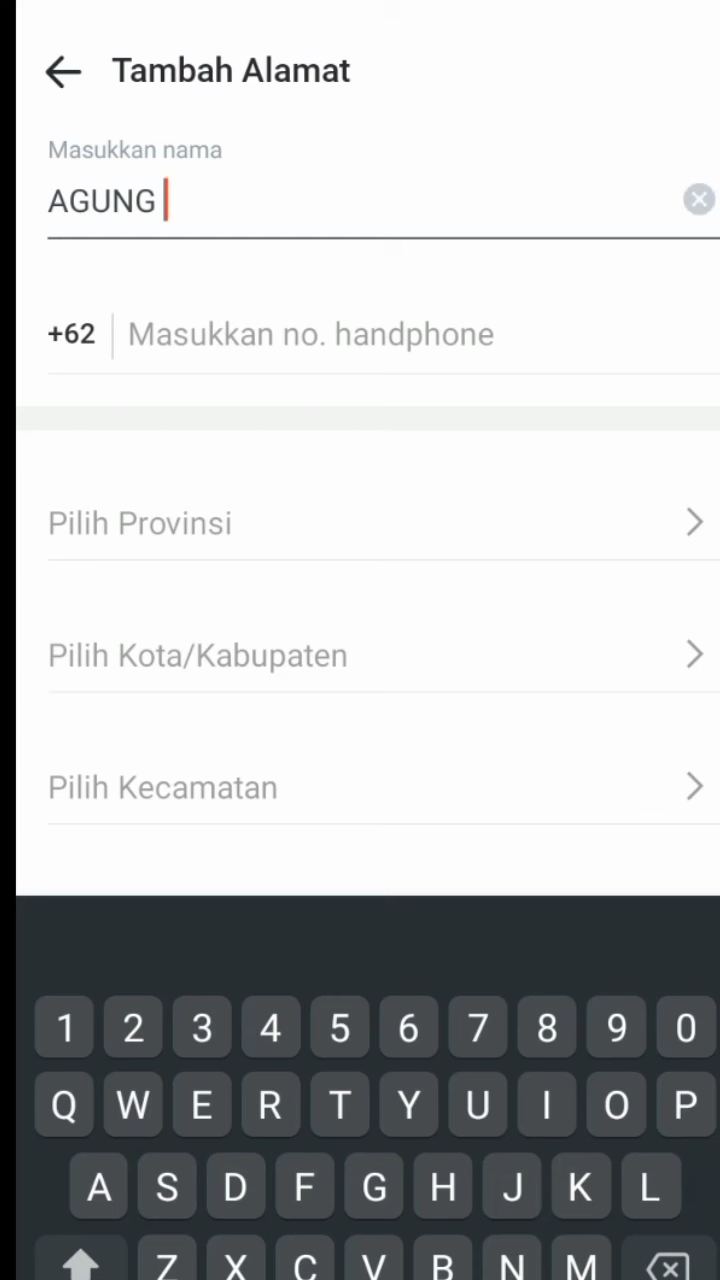 Tambah Alamat
Masukkan nama
AGUNG
+62 Masukkan no. handphone
Pilih Provinsi
Pilih Kota/Kabupaten
Pilih Kecamatan
1 2 3 4 5 6 7 8 9 0
Q W E R T Y U I O P
A S D F G H J K L
Z X C V B N M